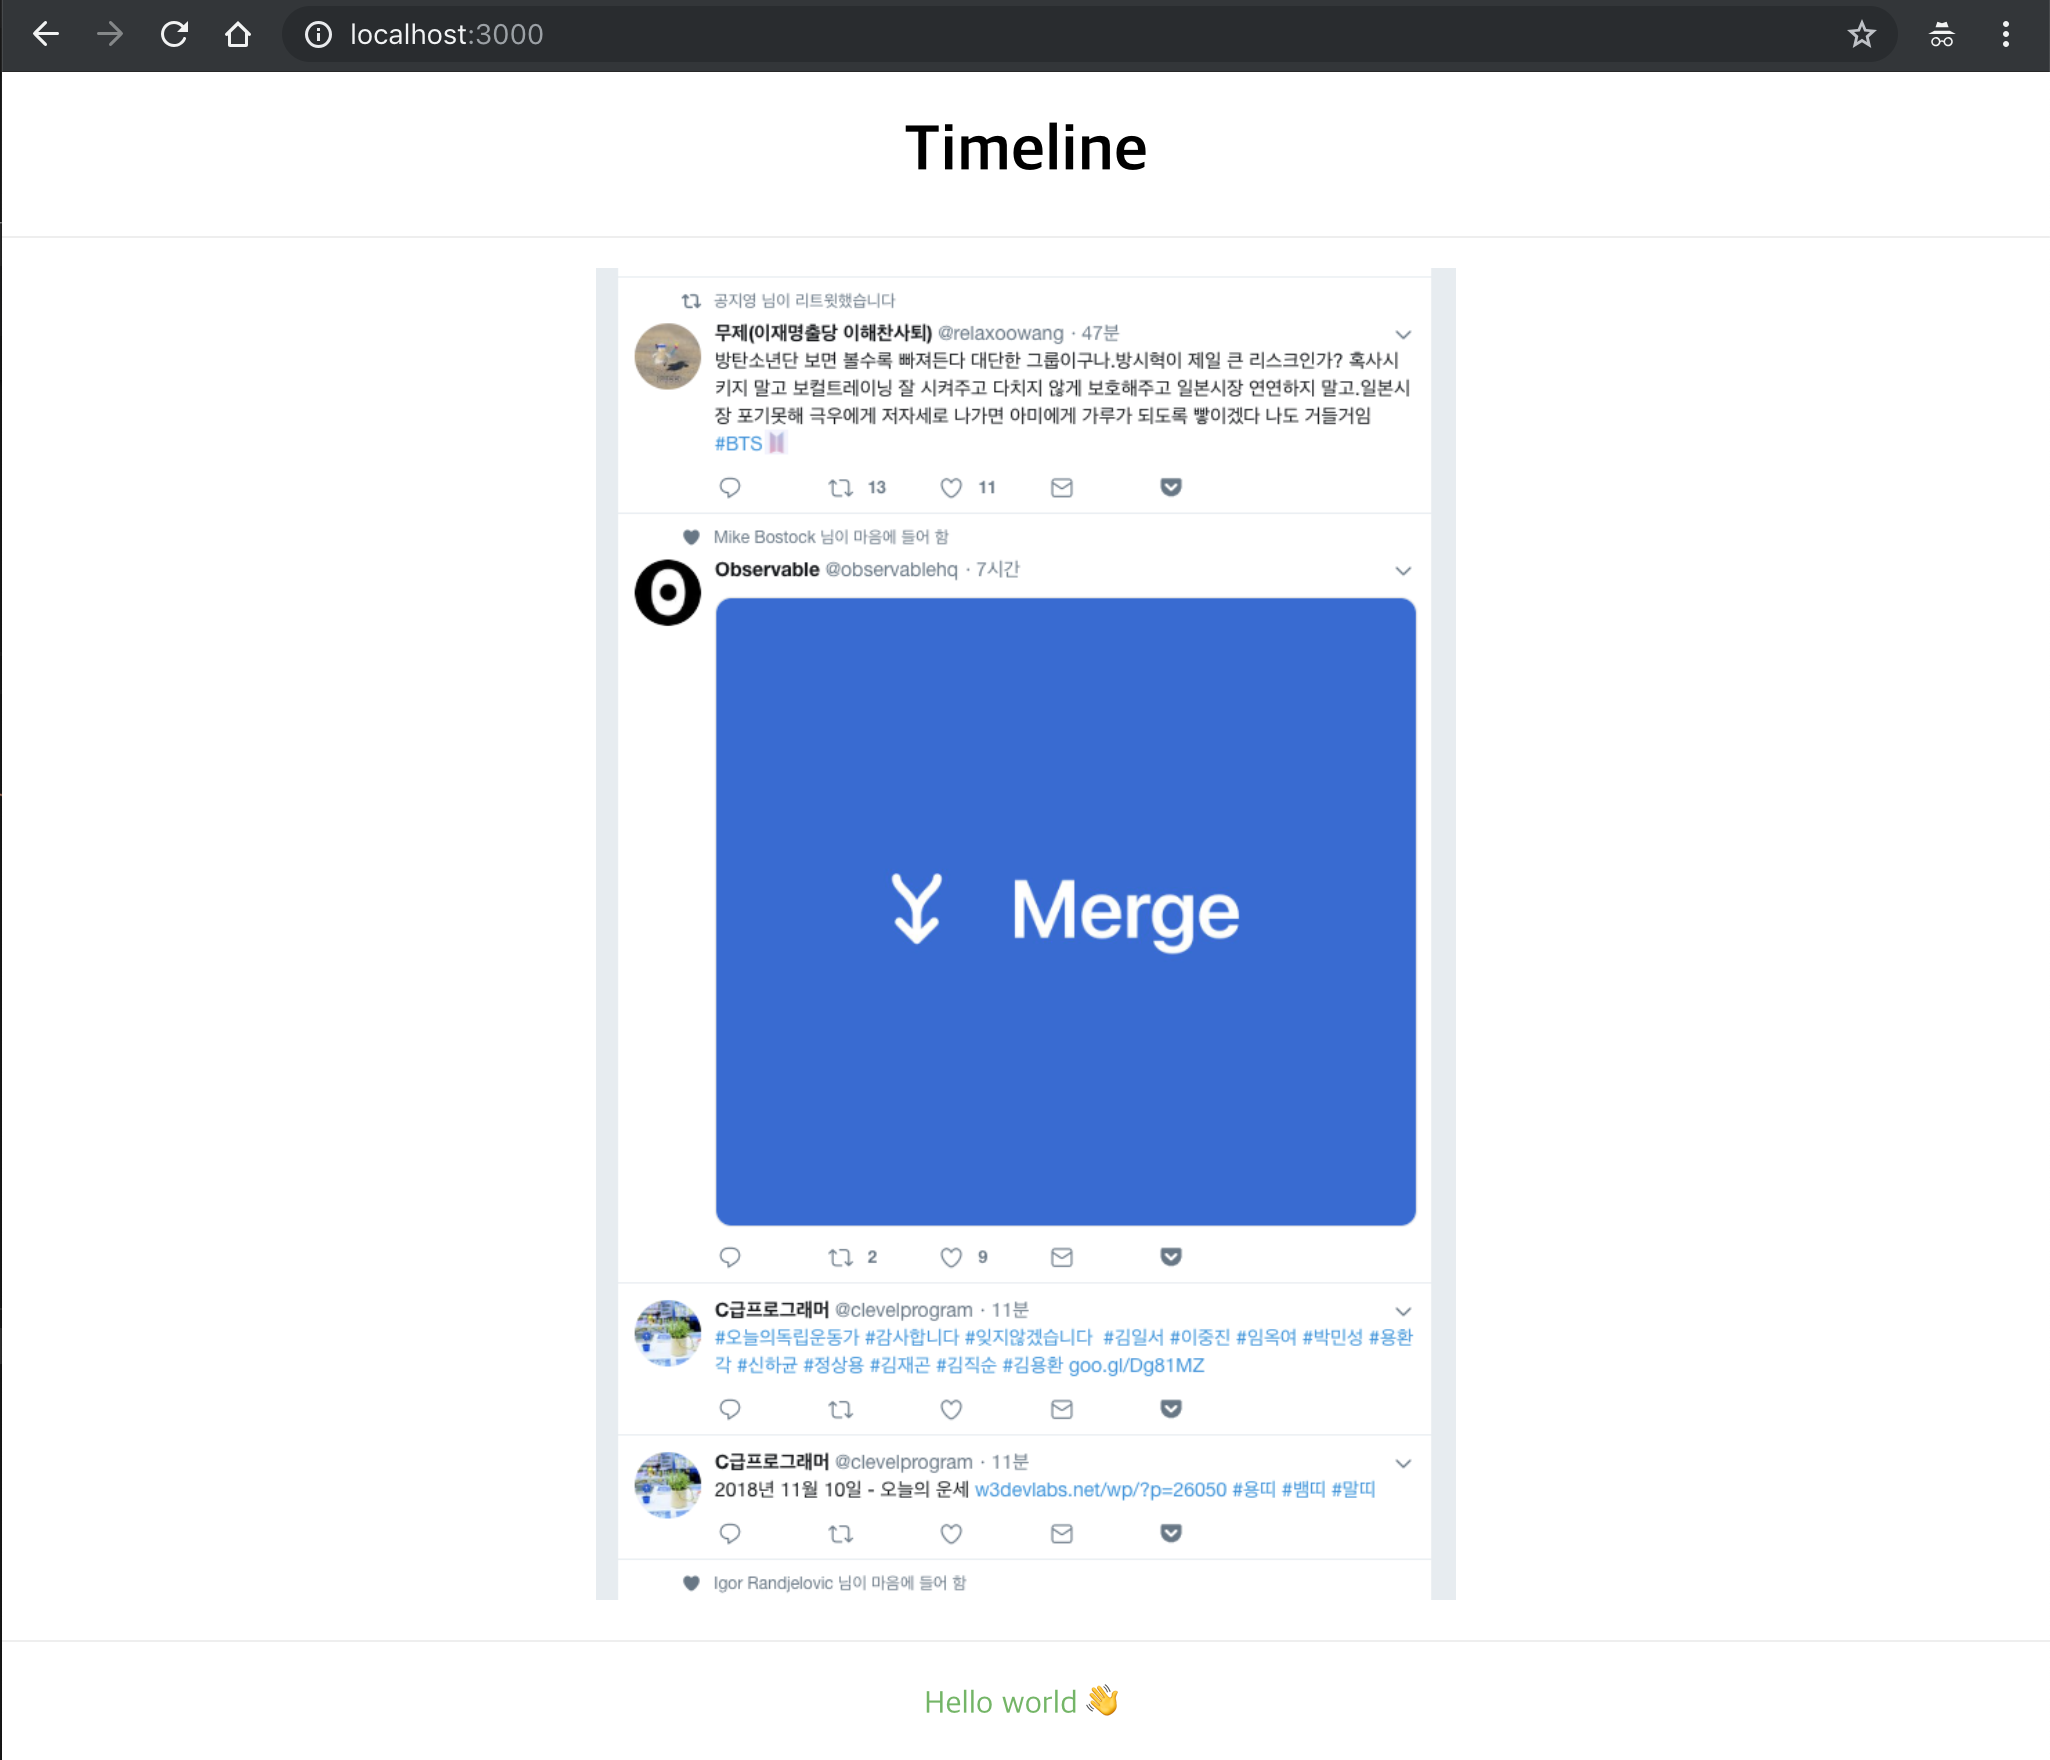 localhost:3000
Timeline
공지영 님이 리트윗했습니다
무제(이재명출당 이해찬사퇴) @relaxoowang · 47분
방탄소년단 보면 볼수록 빠져든다 대단한 그룹이구나.방시혁이 제일 큰 리스크인가? 혹사시
키지 말고 보컬트레이닝 잘 시켜주고 다치지 않게 보호해주고 일본시장 연연하지 말고.일본시
장 포기못해 극우에게 저자세로 나가면 아미에게 가루가 되도록 빻이겠다 나도 거들거임
#BTS
13 11
Mike Bostock 님이 마음에 들어 함
Observable @observablehq · 7시간
Merge
2 9
C급프로그래머 @clevelprogram · 11분
#오늘의독립운동가 #감사합니다 #잊지않겠습니다 #김일서 #이중진 #임옥여 #박민성 #용환
각 #신하균 #정상용 #김재곤 #김직순 #김용환 goo.gl/Dg81MZ
C급프로그래머 @clevelprogram · 11분
2018년 11월 10일 - 오늘의 운세 w3devlabs.net/wp/?p=26050 #용띠 #뱀띠 #말띠
Igor Randjelovic 님이 마음에 들어 함
Hello world 👋